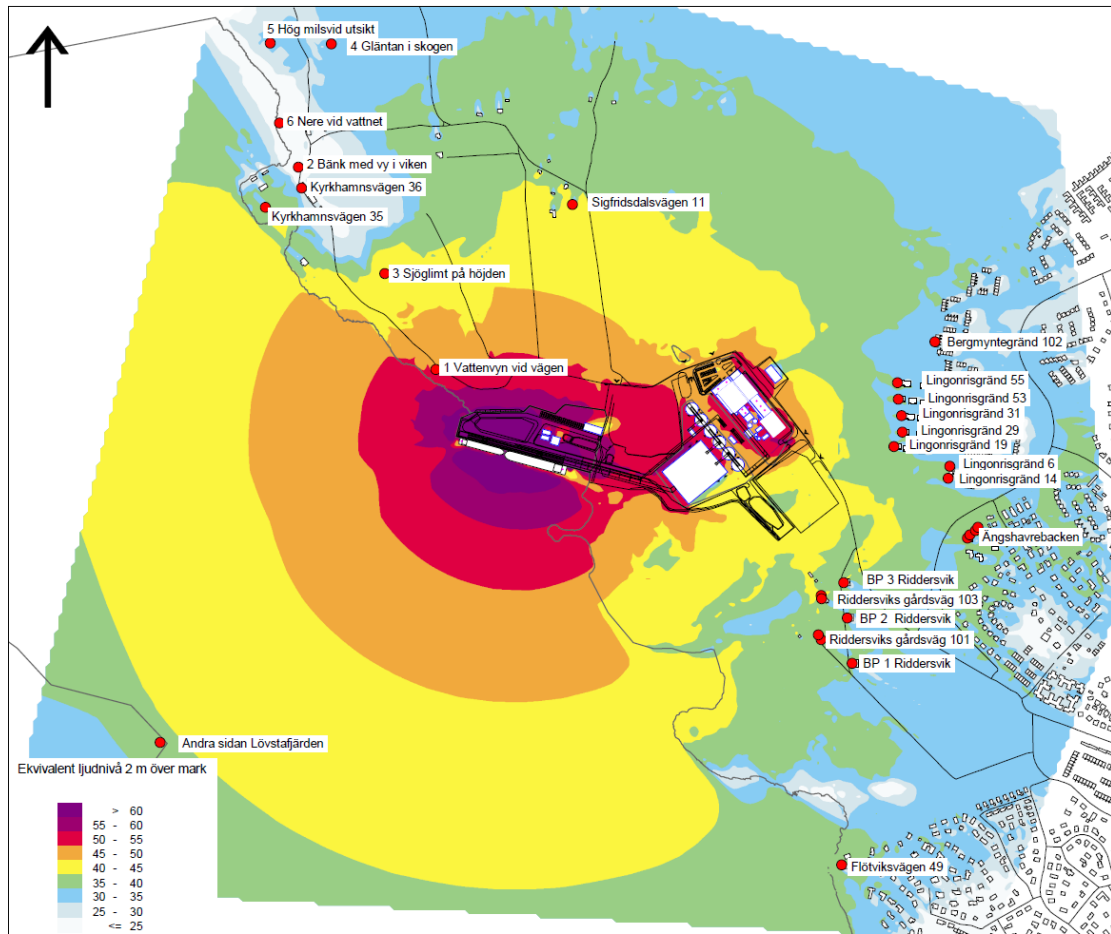 5 Hög milsvid utsikt
4 Gläntan i skogen
6 Nere vid vattnet
2 Bänk med vy i viken
Kyrkhamnsvägen 36
Kyrkhamnsvägen 35
Sigfridsdalsvägen 11
3 Sjöglimt på höjden
1 Vattenvyn vid vägen
Bergmyntegränd 102
Lingonrisgränd 55
Lingonrisgränd 53
Lingonrisgränd 31
Lingonrisgränd 29
Lingonrisgränd 19
Lingonrisgränd 6
Lingonrisgränd 14
Ängshavrebacken
BP 3 Riddersvik
Riddersviks gårdsväg 103
BP 2 Riddersvik
Riddersviks gårdsväg 101
BP 1 Riddersvik
Andra sidan Lövstafjärden
Flötviksvägen 49
Ekvivalent ljudnivå 2 m över mark
> 60
55 - 60
50 - 55
45 - 50
40 - 45
35 - 40
30 - 35
25 - 30
<= 25